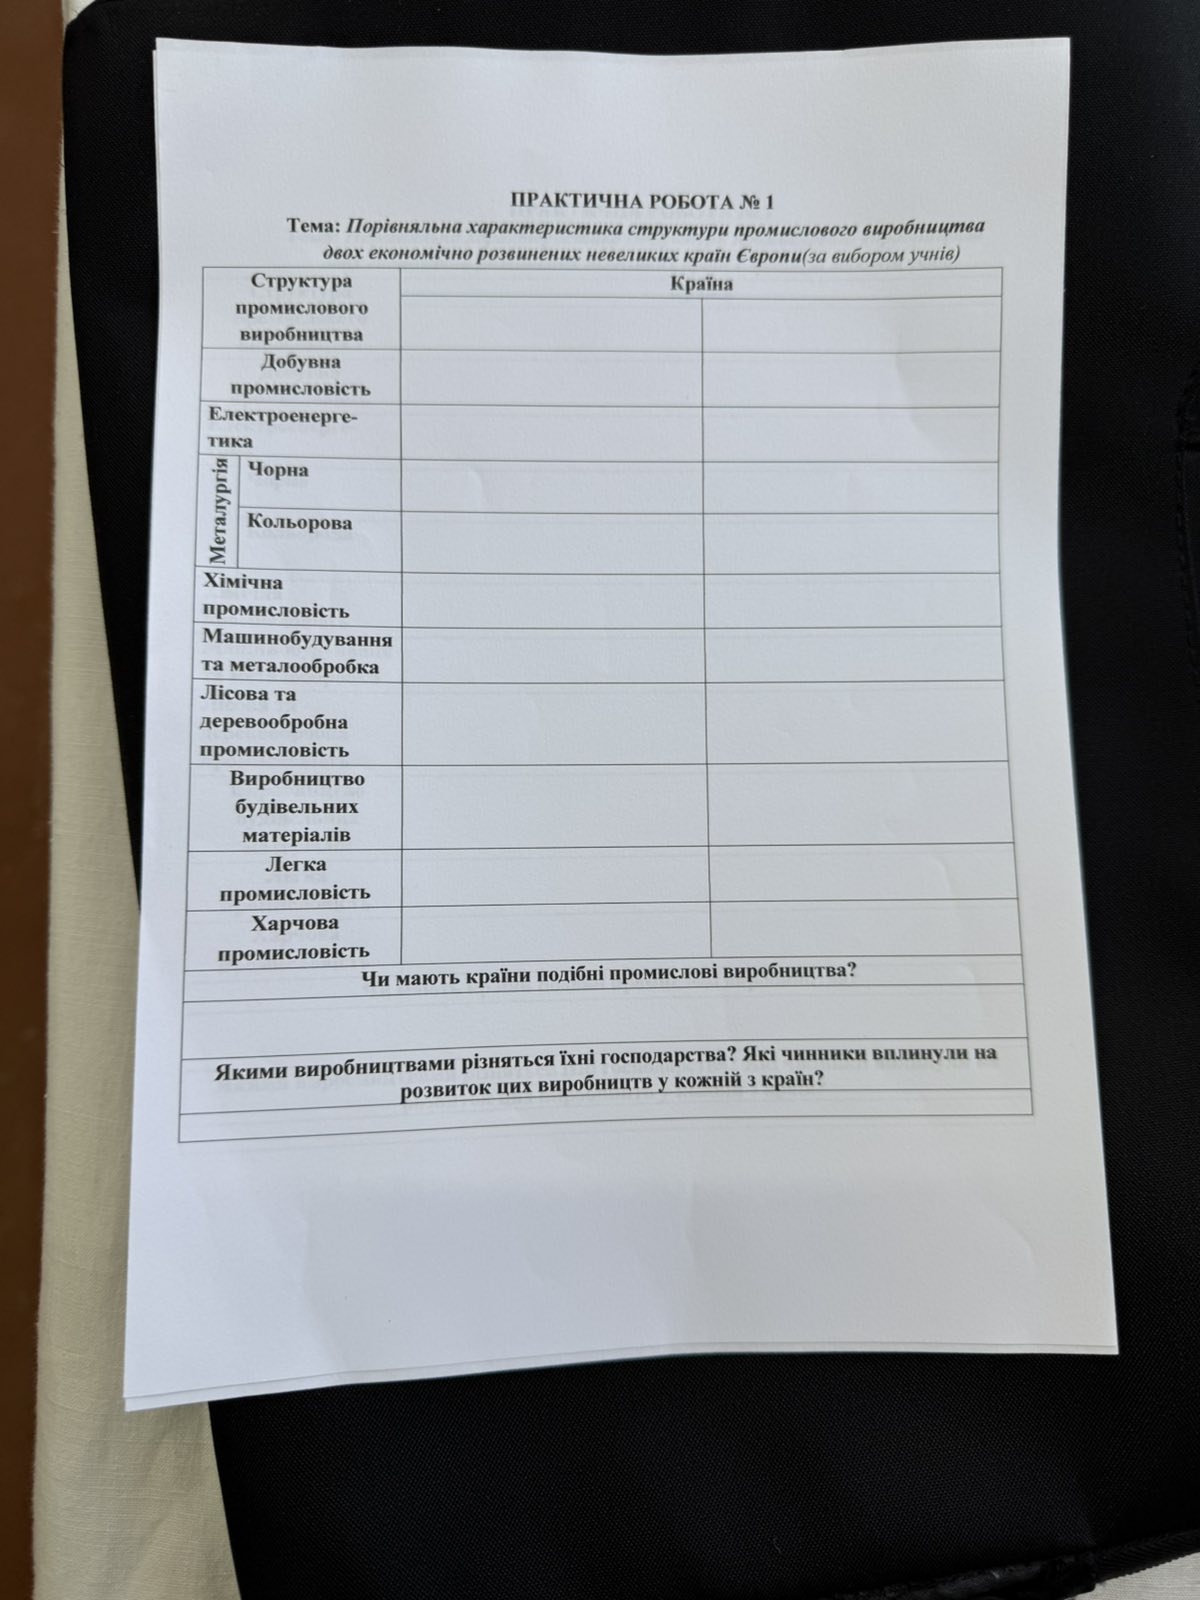 ПРАКТИЧНА РОБОТА № 1
Тема: Порівняльна характеристика структури промислового виробництва
двох економічно розвинених невеликих країн Європи(за вибором учнів)
Структура
промислового
виробництва
Країна
Добувна
промисловість
Електроенерге-
тика
Металургія
Чорна
Кольорова
Хімічна
промисловість
Машинобудування
та металообробка
Лісова та
деревообробна
промисловість
Виробництво
будівельних
матеріалів
Легка
промисловість
Харчова
промисловість
Чи мають країни подібні промислові виробництва?
Якими виробництвами різняться їхні господарства? Які чинники вплинули на
розвиток цих виробництв у кожній з країн?